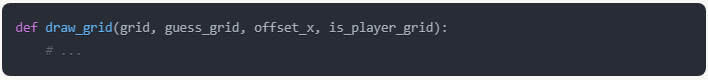 def draw_grid(grid, guess_grid, offset_x, is_player_grid):
    # ...